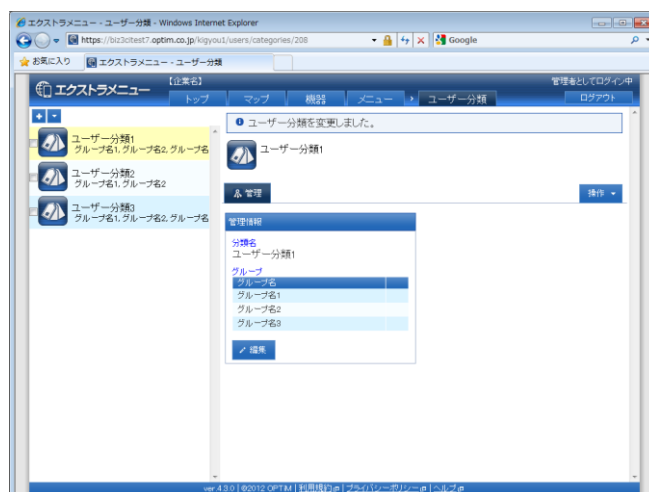 エクストラメニュー - ユーザー分類 - Windows Internet Explorer
https://biz3citest7.optim.co.jp/kigyou1/users/categories/208
Google
お気に入り
エクストラメニュー - ユーザー分類
エクストラメニュー
【企業名】
管理者としてログイン中
トップ
マップ
機器
メニュー
ユーザー分類
ログアウト
ユーザー分類を変更しました。
ユーザー分類1
グループ名1, グループ名2, グループ名
ユーザー分類2
グループ名1, グループ名2
ユーザー分類3
グループ名1, グループ名2, グループ名
ユーザー分類1
管理
操作
管理情報
分類名
ユーザー分類1
グループ
グループ名
グループ名1
グループ名2
グループ名3
編集
ver.4.3.0 | ©2012 OPTiM | 利用規約 | プライバシーポリシー | ヘルプ